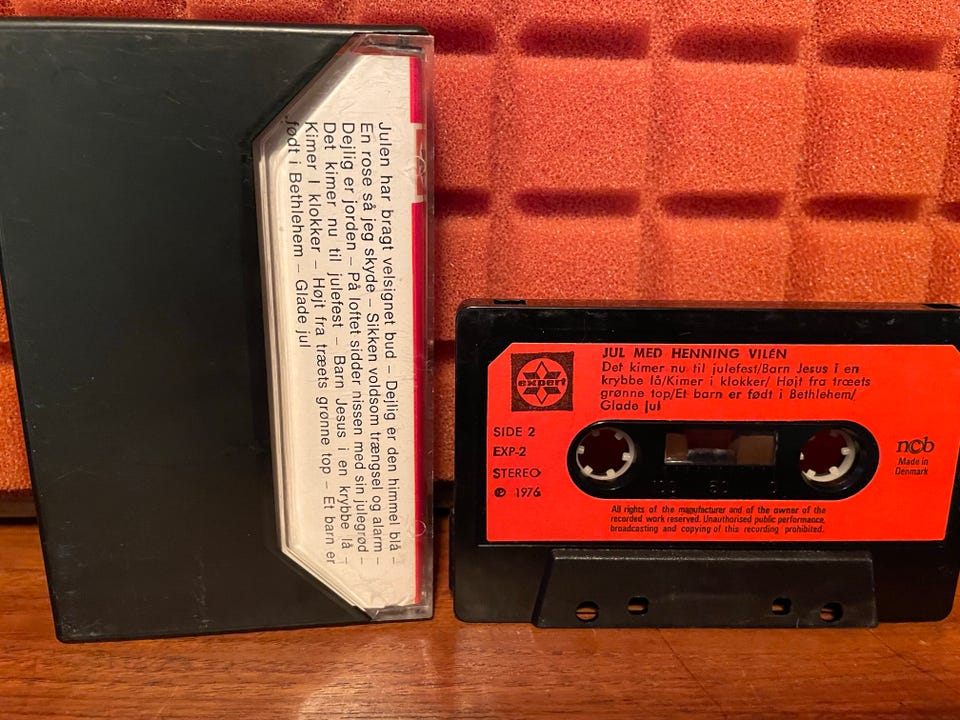 Julen har bragt velsignet bud – Dejlig er den himmel blå –
En rose så jeg skyde – Sikken voldsom trængsel og alarm –
Dejlig er jorden – På loftet sidder nissen med sin julegrød –
Det kimer nu til julefest – Barn Jesus i en krybbe lå –
Kimer I klokker – Højt fra træets grønne top – Et barn er
født i Bethlehem – Glade jul
expert
JUL MED HENNING VILÉN
Det kimer nu til julefest/Barn Jesus i en
krybbe lå/Kimer i klokker/ Højt fra træets
grønne top/Et barn er født i Bethlehem/
Glade jul
SIDE 2
EXP-2
STEREO
℗ 1976
ncb
Made in
Denmark
100 50 0
All rights of the manufacturer and of the owner of the
recorded work reserved. Unauthorised public performance,
broadcasting and copying of this recording prohibited.